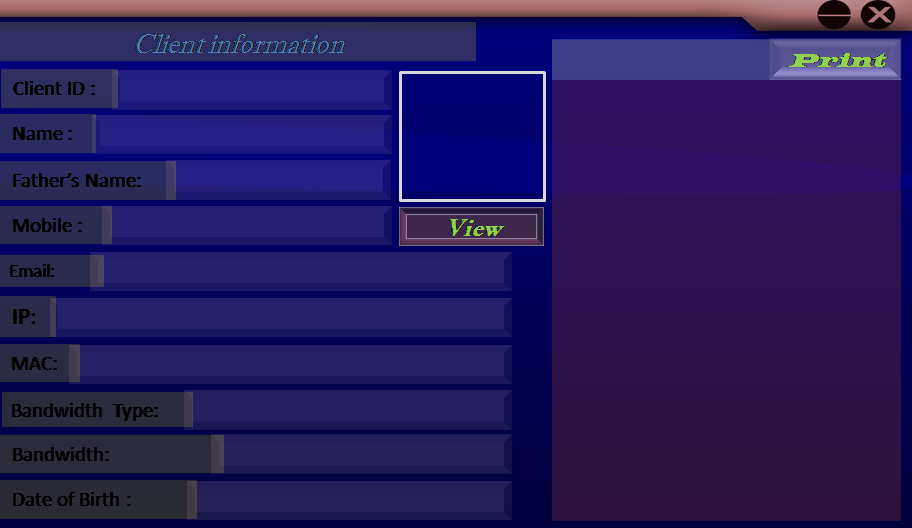 Client information
Print
Client ID :
Name :
Father's Name:
Mobile :
View
Email:
IP:
MAC:
Bandwidth Type:
Bandwidth:
Date of Birth :